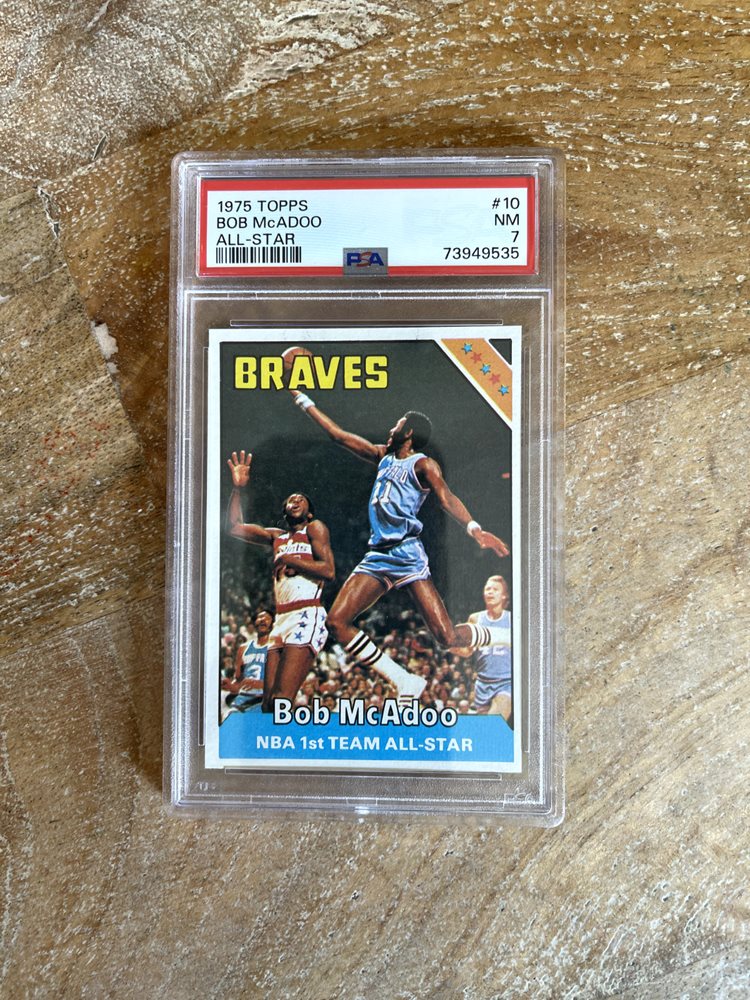 1975 TOPPS #10
BOB McADOO NM
ALL-STAR 7
PSA 73949535
BRAVES
11
Bob McAdoo
NBA 1st TEAM ALL-STAR